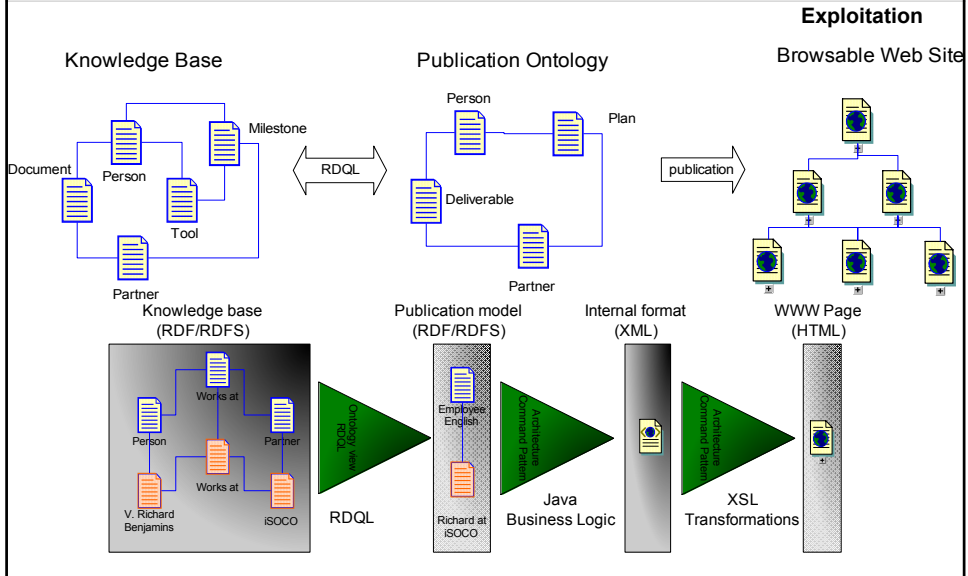 Exploitation
Knowledge Base
Publication Ontology
Browsable Web Site
Person
Plan
Milestone
Document
Person
RDQL
publication
Deliverable
Tool
Partner
Partner
Knowledge base
(RDF/RDFS)
Publication model
(RDF/RDFS)
Internal format
(XML)
WWW Page
(HTML)
Works at
Person
Partner
Works at
V. Richard
Benjamins
iSOCO
Ontology view
RDQL
RDQL
Employee
English
Richard at
iSOCO
Architecture
Command Pattern
Java
Business Logic
Architecture
Command Pattern
XSL
Transformations